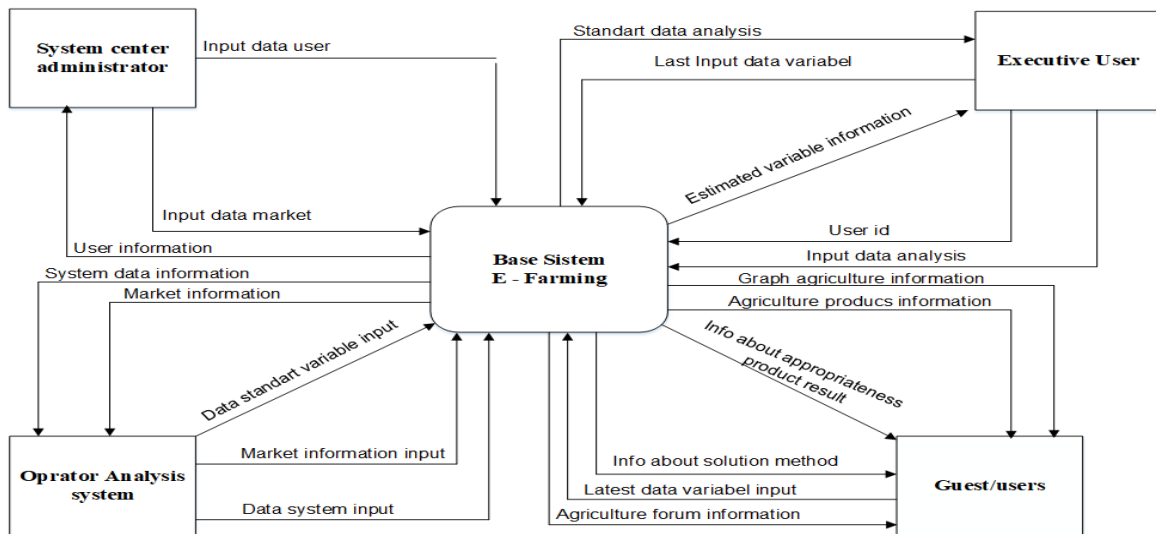 System center
administrator
Input data user
Standart data analysis
Last Input data variabel
Executive User
Estimated variable information
Input data market
User information
User id
Input data analysis
System data information
Market information
Base Sistem
E - Farming
Graph agriculture information
Agriculture producs information
Info about appropriateness
product result
Data standart variable input
Market information input
Data system input
Oprator Analysis
system
Info about solution method
Latest data variabel input
Agriculture forum information
Guest/users